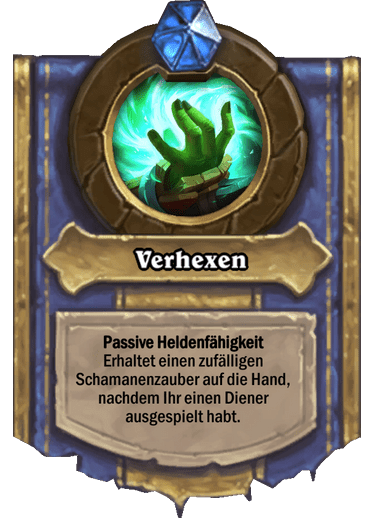 Verhexen
Passive Heldenfähigkeit
Erhaltet einen zufälligen
Schamanenzauber auf die Hand,
nachdem Ihr einen Diener
ausgespielt habt.